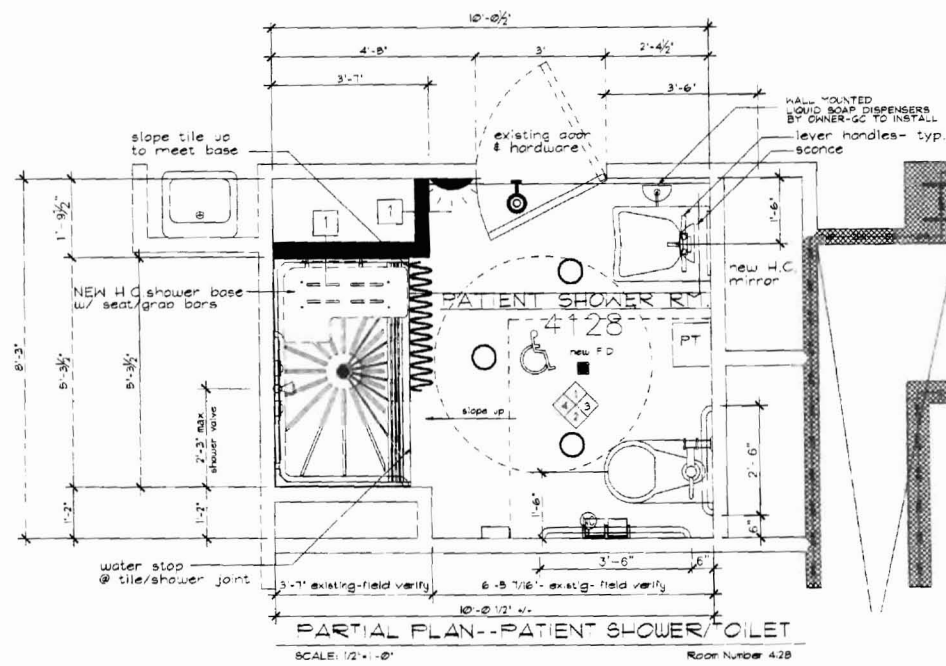 10'-0½"
4'-8"
3'
2'-4½"
3'-7"
3'-6"
WALL MOUNTED
LIQUID SOAP DISPENSERS
BY OWNER-GC TO INSTALL
lever handles- typ.
sconce
slope tile up
to meet base
existing door
& hardware
1
1
1'-9½"
1'-6"
8'-3"
5'-3½"
5'-3½"
NEW H.C. shower base
w/ seat/grab bars
new H.C.
mirror
PATIENT SHOWER RM.
4128
PT
new F.D.
1
4 3
2
slope up
2'-3" max
shower valve
2'-6"
1'-6"
1'-2"
1'-2"
6"
3'-6"
6"
water stop
@ tile/shower joint
3'-7" existing-field verify
6'-5 7/16"- exist'g- field verify
10'-0 1/2" +/-
PARTIAL PLAN--PATIENT SHOWER/TOILET
SCALE: 1/2"=1'-0"
Room Number 4.28